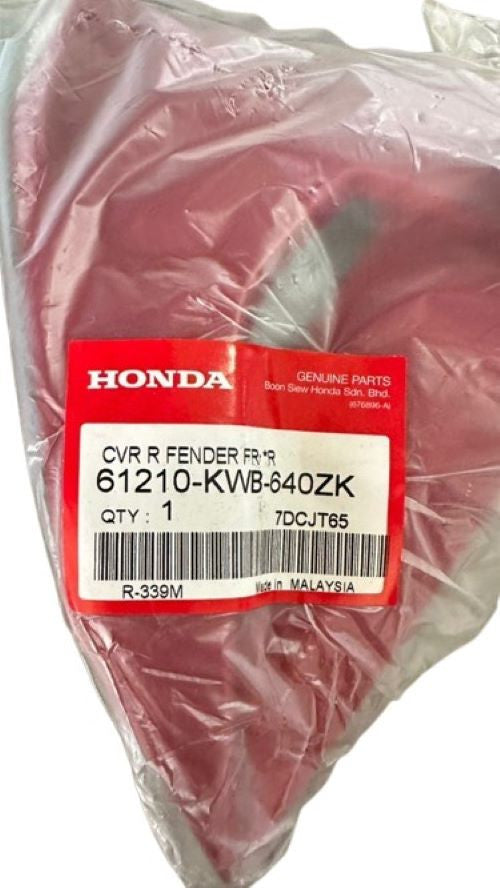 HONDA
GENUINE PARTS
Boon Siew Honda Sdn. Bhd.
(676896-A)
CVR R FENDER FR *R
61210-KWB-640ZK
QTY : 1
7DCJT65
R-339M
Made in MALAYSIA